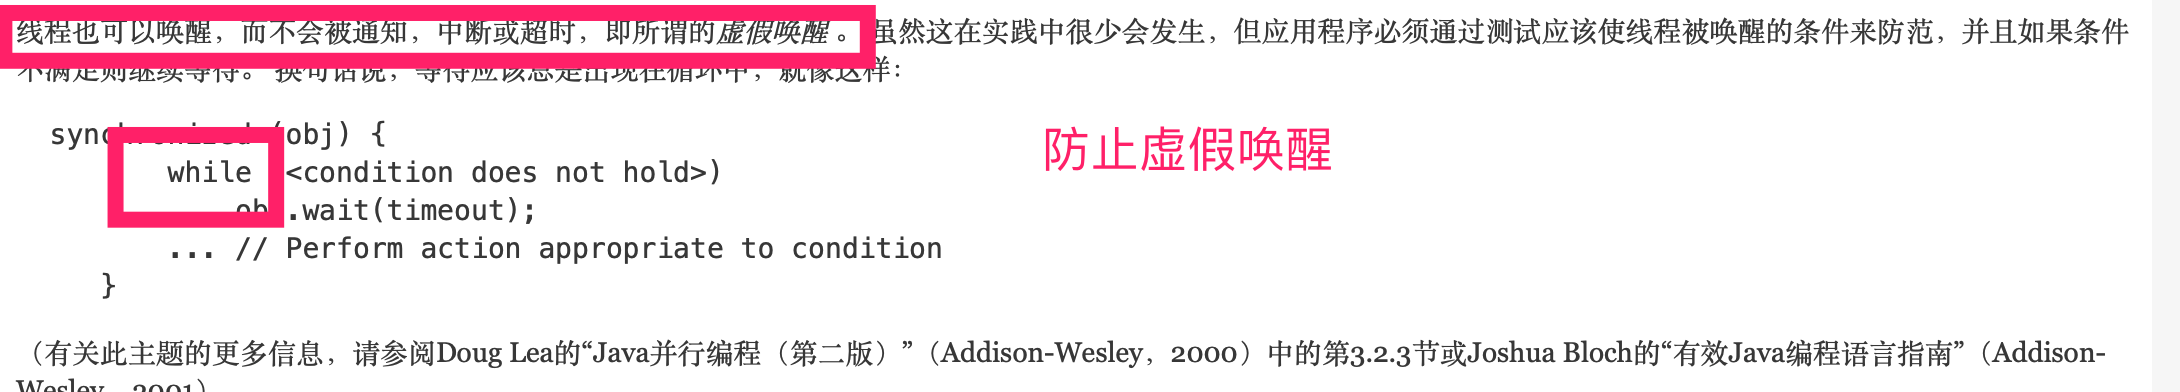 线程也可以唤醒，而不会被通知，中断或超时，即所谓的虚假唤醒 。 虽然这在实践中很少会发生，但应用程序必须通过测试应该使线程被唤醒的条件来防范，并且如果条件
不满足则继续等待。 换句话说，等待应该总是出现在循环中，就像这样：
synchronized (obj) {
防止虚假唤醒
while (<condition does not hold>)
obj.wait(timeout);
... // Perform action appropriate to condition
}
（有关此主题的更多信息，请参阅Doug Lea的“Java并行编程（第二版）”（Addison-Wesley，2000）中的第3.2.3节或Joshua Bloch的“有效Java编程语言指南”（Addison-
Wesley，2001）